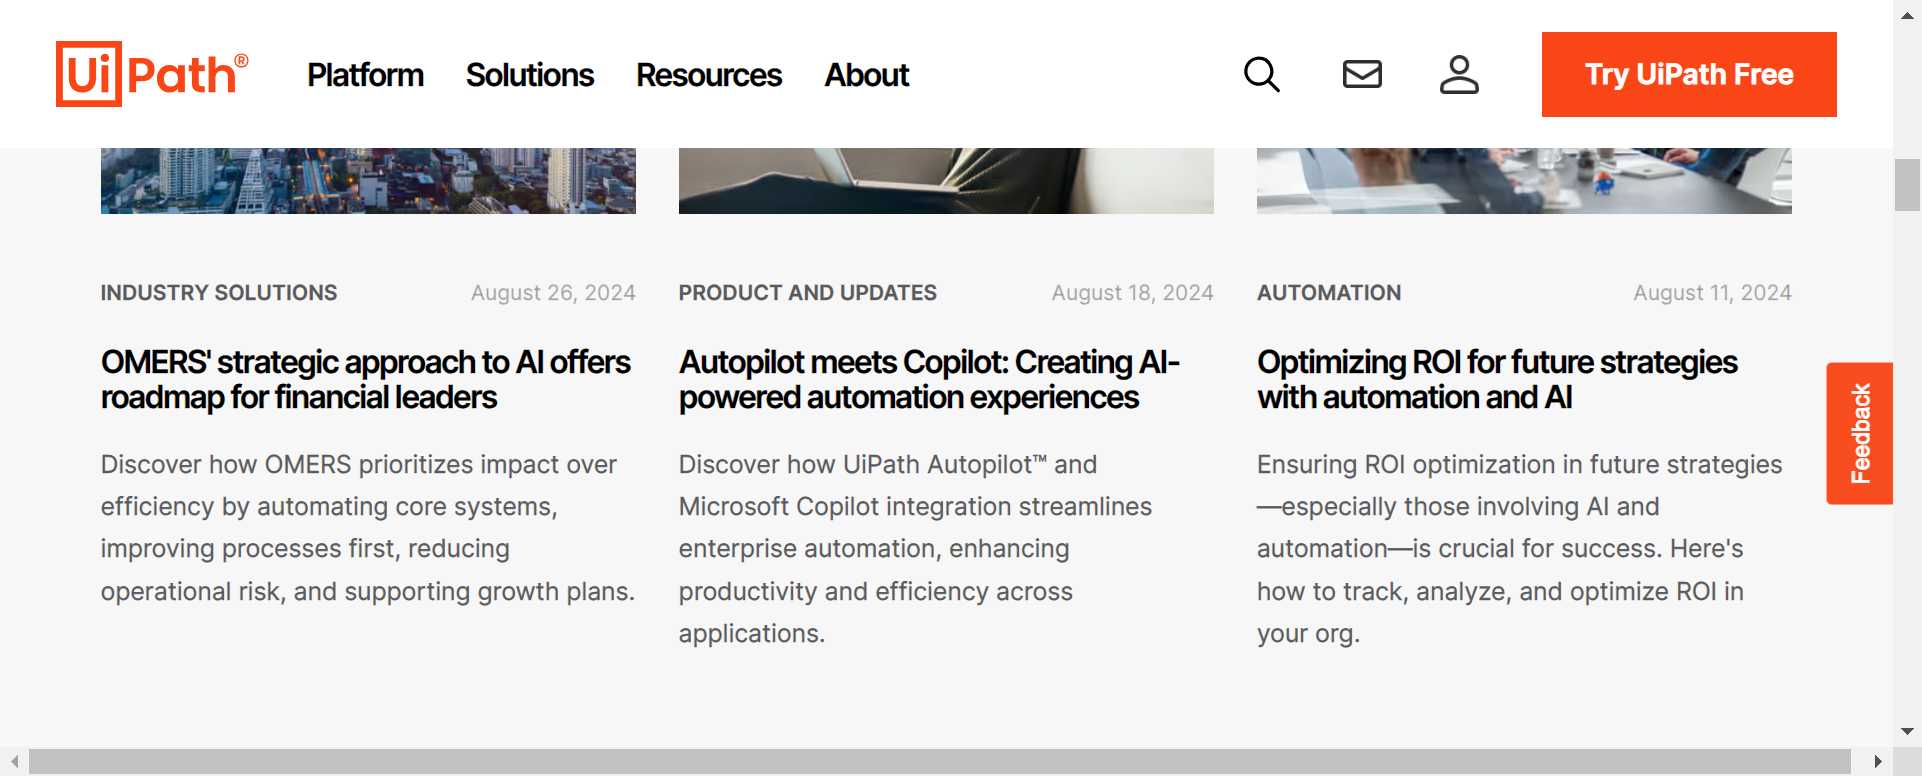 UiPath®
Platform
Solutions
Resources
About
Try UiPath Free
INDUSTRY SOLUTIONS
August 26, 2024
OMERS' strategic approach to AI offers
roadmap for financial leaders
Discover how OMERS prioritizes impact over
efficiency by automating core systems,
improving processes first, reducing
operational risk, and supporting growth plans.
PRODUCT AND UPDATES
August 18, 2024
Autopilot meets Copilot: Creating AI-
powered automation experiences
Discover how UiPath Autopilot™ and
Microsoft Copilot integration streamlines
enterprise automation, enhancing
productivity and efficiency across
applications.
AUTOMATION
August 11, 2024
Optimizing ROI for future strategies
with automation and AI
Ensuring ROI optimization in future strategies
—especially those involving AI and
automation—is crucial for success. Here's
how to track, analyze, and optimize ROI in
your org.
Feedback